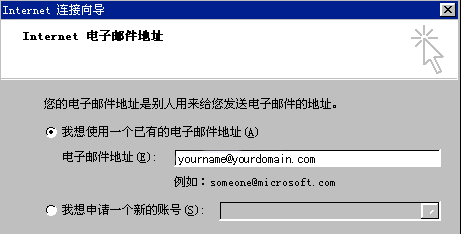 Internet 连接向导
Internet 电子邮件地址
您的电子邮件地址是别人用来给您发送电子邮件的地址。
我想使用一个已有的电子邮件地址(A)
电子邮件地址(E): yourname@yourdomain.com
例如：someone@microsoft.com
我想申请一个新的账号(S):